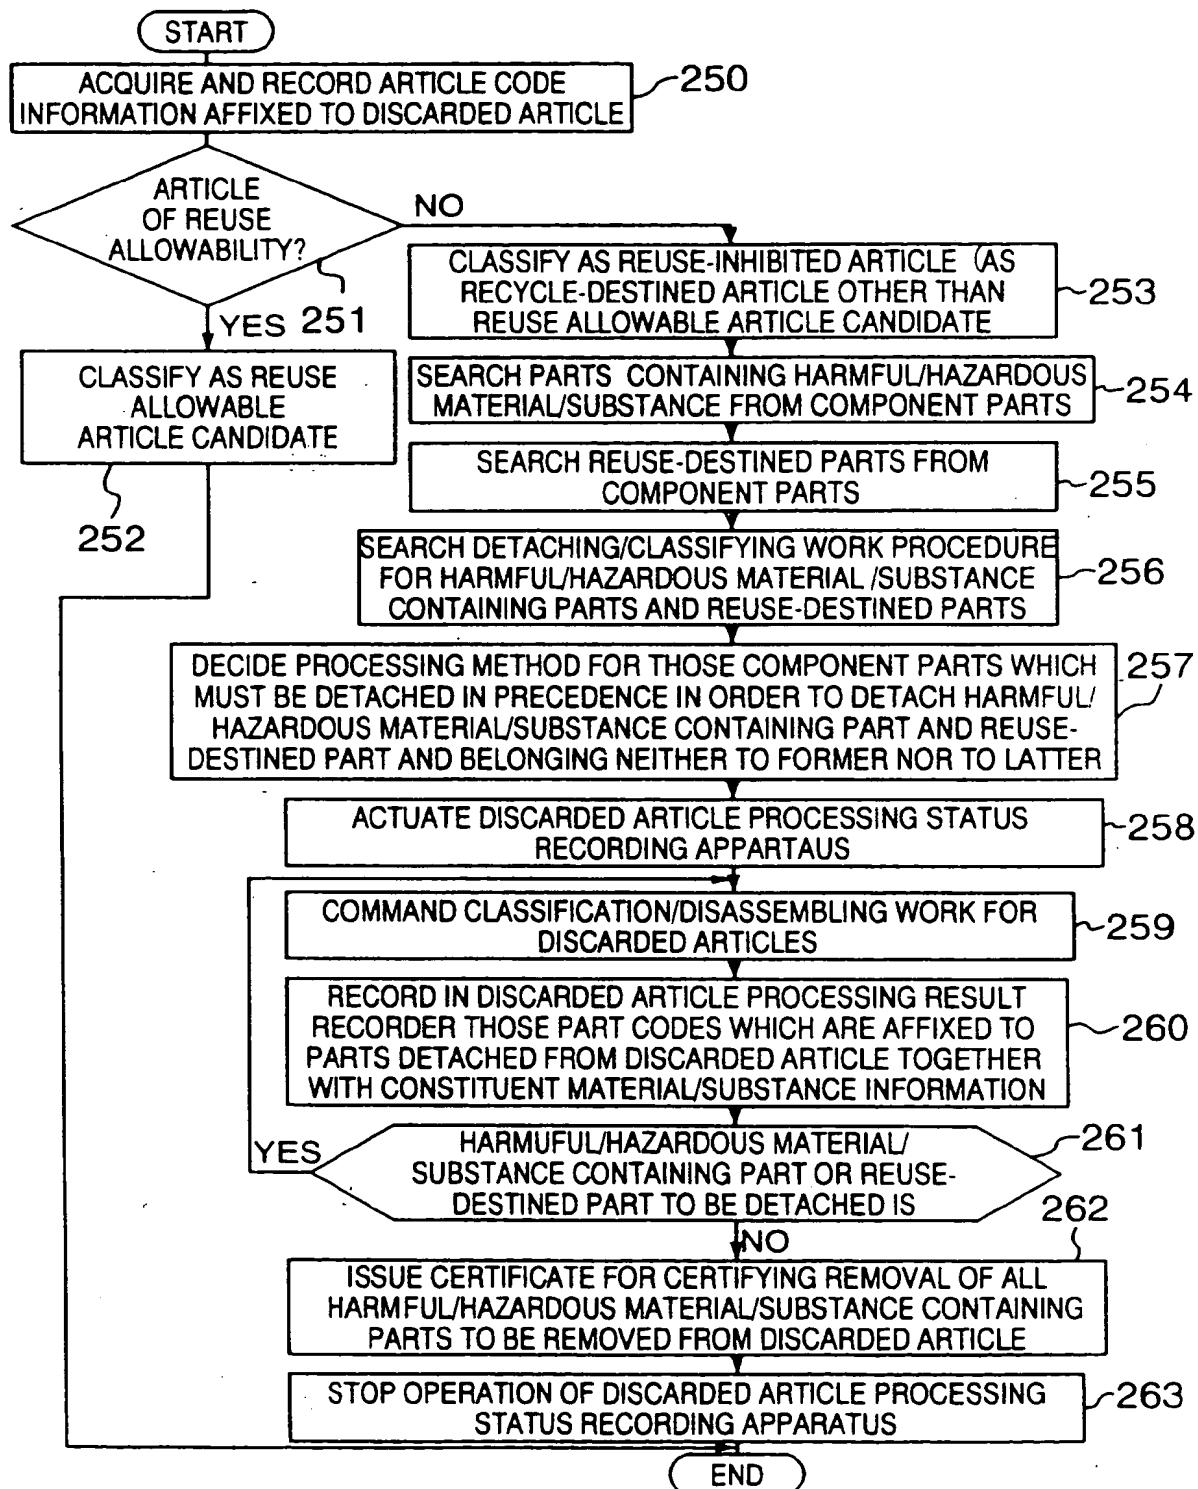 START
ACQUIRE AND RECORD ARTICLE CODE
INFORMATION AFFIXED TO DISCARDED ARTICLE
250
ARTICLE
OF REUSE
ALLOWABILITY?
251
NO
YES
CLASSIFY AS REUSE
ALLOWABLE
ARTICLE CANDIDATE
252
CLASSIFY AS REUSE-INHIBITED ARTICLE (AS
RECYCLE-DESTINED ARTICLE OTHER THAN
REUSE ALLOWABLE ARTICLE CANDIDATE
253
SEARCH PARTS CONTAINING HARMFUL/HAZARDOUS
MATERIAL/SUBSTANCE FROM COMPONENT PARTS
254
SEARCH REUSE-DESTINED PARTS FROM
COMPONENT PARTS
255
SEARCH DETACHING/CLASSIFYING WORK PROCEDURE
FOR HARMFUL/HAZARDOUS MATERIAL/SUBSTANCE
CONTAINING PARTS AND REUSE-DESTINED PARTS
256
DECIDE PROCESSING METHOD FOR THOSE COMPONENT PARTS WHICH
MUST BE DETACHED IN PRECEDENCE IN ORDER TO DETACH HARMFUL/
HAZARDOUS MATERIAL/SUBSTANCE CONTAINING PART AND REUSE-
DESTINED PART AND BELONGING NEITHER TO FORMER NOR TO LATTER
257
ACTUATE DISCARDED ARTICLE PROCESSING STATUS
RECORDING APPARTAUS
258
COMMAND CLASSIFICATION/DISASSEMBLING WORK FOR
DISCARDED ARTICLES
259
RECORD IN DISCARDED ARTICLE PROCESSING RESULT
RECORDER THOSE PART CODES WHICH ARE AFFIXED TO
PARTS DETACHED FROM DISCARDED ARTICLE TOGETHER
WITH CONSTITUENT MATERIAL/SUBSTANCE INFORMATION
260
HARMUFUL/HAZARDOUS MATERIAL/
SUBSTANCE CONTAINING PART OR REUSE-
DESTINED PART TO BE DETACHED IS
261
YES
NO
ISSUE CERTIFICATE FOR CERTIFYING REMOVAL OF ALL
HARMFUL/HAZARDOUS MATERIAL/SUBSTANCE CONTAINING
PARTS TO BE REMOVED FROM DISCARDED ARTICLE
262
STOP OPERATION OF DISCARDED ARTICLE PROCESSING
STATUS RECORDING APPARATUS
263
END